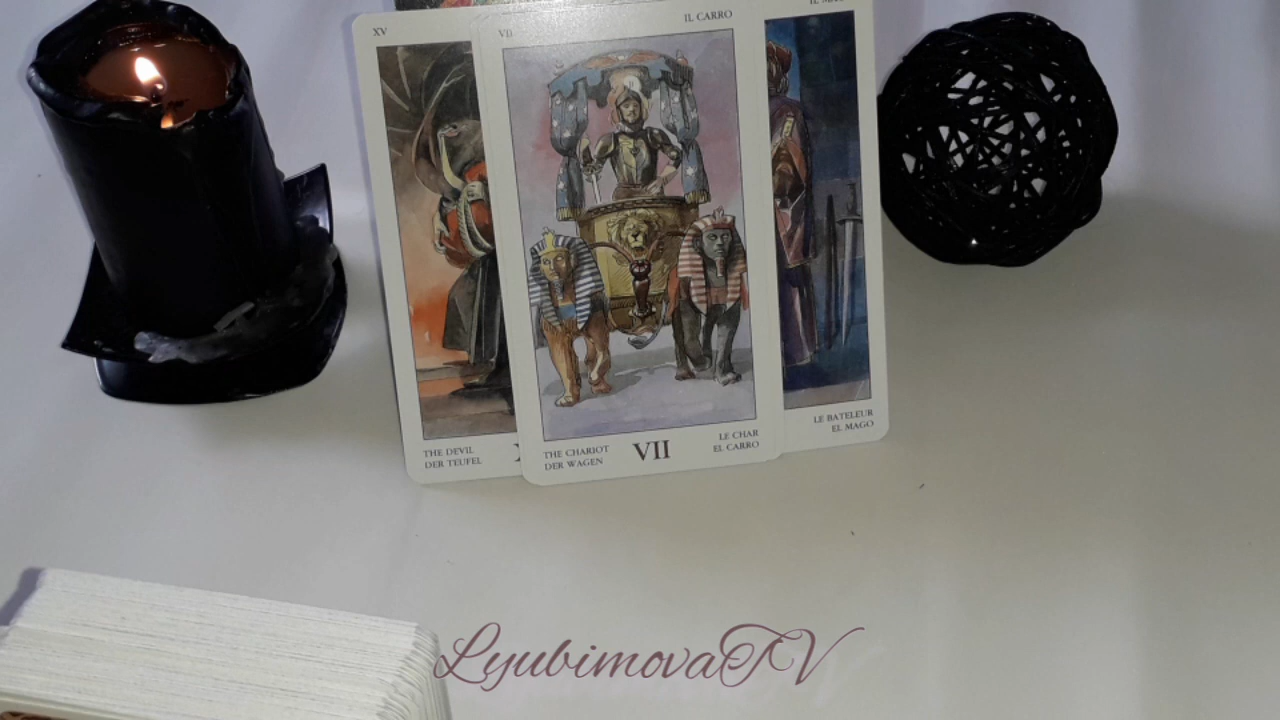 XV
VII
IL CARRO
THE DEVIL
DER TEUFEL
THE CHARIOT
DER WAGEN
VII
LE CHAR
EL CARRO
LE BATELEUR
EL MAGO
LyubimovaTV